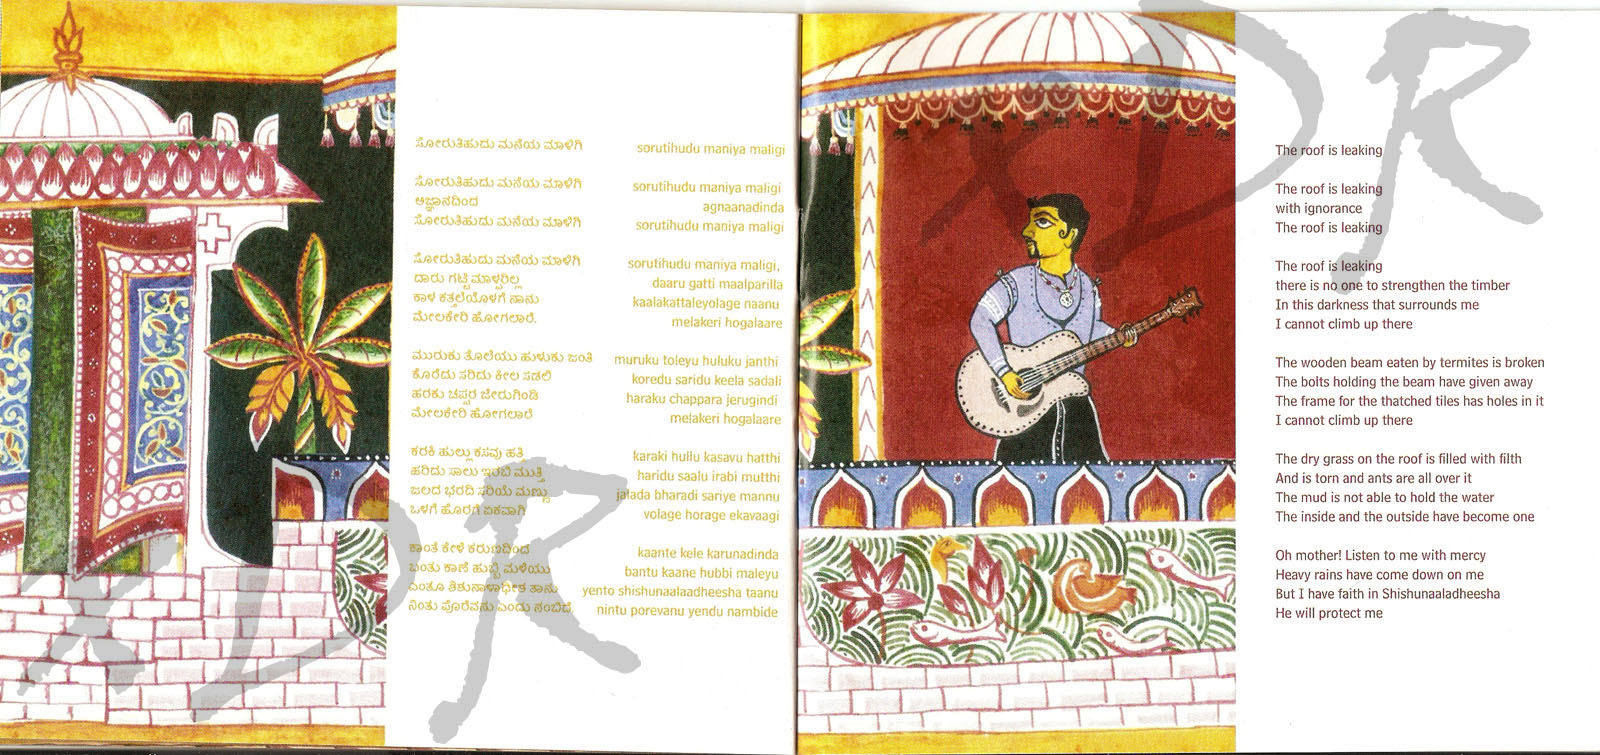 ಸೋರುತಿಹುದು ಮನೆಯ ಮಾಳಿಗಿ
ಸೋರುತಿಹುದು ಮನೆಯ ಮಾಳಿಗಿ
ಅಜ್ಞಾನದಿಂದ
ಸೋರುತಿಹುದು ಮನೆಯ ಮಾಳಿಗಿ
ಸೋರುತಿಹುದು ಮನೆಯ ಮಾಳಿಗಿ
ದಾರು ಗಟ್ಟಿ ಮಾಳ್ಪರಿಲ್ಲ
ಕಾಳ ಕತ್ತಲೆಯೊಳಗೆ ನಾನು
ಮೇಲಕೇರಿ ಹೋಗಲಾರೆ.
ಮುರುಕು ತೊಲೆಯು ಹುಳುಕು ಜಂತಿ
ಕೊರೆದು ಸರಿದು ಕೀಲ ಸಡಲಿ
ಹರಕು ಚಪ್ಪರ ಜೇರುಗಿಂಡಿ
ಮೇಲಕೇರಿ ಹೋಗಲಾರೆ
ಕರಕಿ ಹುಲ್ಲು ಕಸವು ಹತ್ತಿ
ಹರಿದು ಸಾಲು ಇರಬಿ ಮುತ್ತಿ
ಜಲದ ಭರದಿ ಸರಿಯೆ ಮಣ್ಣು
ಒಳಗೆ ಹೊರಗೆ ಏಕವಾಗಿ
ಕಾಂತೆ ಕೇಳೆ ಕರುಣದಿಂದ
ಬಂತು ಕಾಣೆ ಹುಬ್ಬಿ ಮಳೆಯು
ಎಂತೂ ಶಿಶುನಾಳಾಧೀಶ ತಾನು
ನಿಂತು ಪೊರೆವನು ಎಂದು ನಂಬಿದೆ
sorutihudu maniya maligi
sorutihudu maniya maligi
agnaanadinda
sorutihudu maniya maligi
sorutihudu maniya maligi,
daaru gatti maalparilla
kaalakattaleyolage naanu
melakeri hogalaare
muruku toleyu huluku janthi
koredu saridu keela sadali
haraku chappara jerugindi
melakeri hogalaare
karaki hullu kasavu hatthi
haridu saalu irabi mutthi
jalada bharadi sariye mannu
volage horage ekavaagi
kaante kele karunadinda
bantu kaane hubbi maleyu
yento shishunaalaadheesha taanu
nintu porevanu yendu nambide
The roof is leaking
The roof is leaking
with ignorance
The roof is leaking
The roof is leaking
there is no one to strengthen the timber
In this darkness that surrounds me
I cannot climb up there
The wooden beam eaten by termites is broken
The bolts holding the beam have given away
The frame for the thatched tiles has holes in it
I cannot climb up there
The dry grass on the roof is filled with filth
And is torn and ants are all over it
The mud is not able to hold the water
The inside and the outside have become one
Oh mother! Listen to me with mercy
Heavy rains have come down on me
But I have faith in Shishunaaladheesha
He will protect me
xDR
xDR